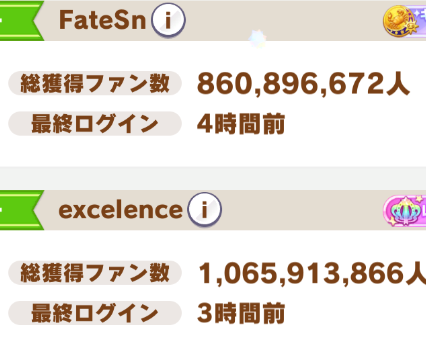 FateSn i
総獲得ファン数 860,896,672人
最終ログイン 4時間前
excelence i
総獲得ファン数 1,065,913,866人
最終ログイン 3時間前